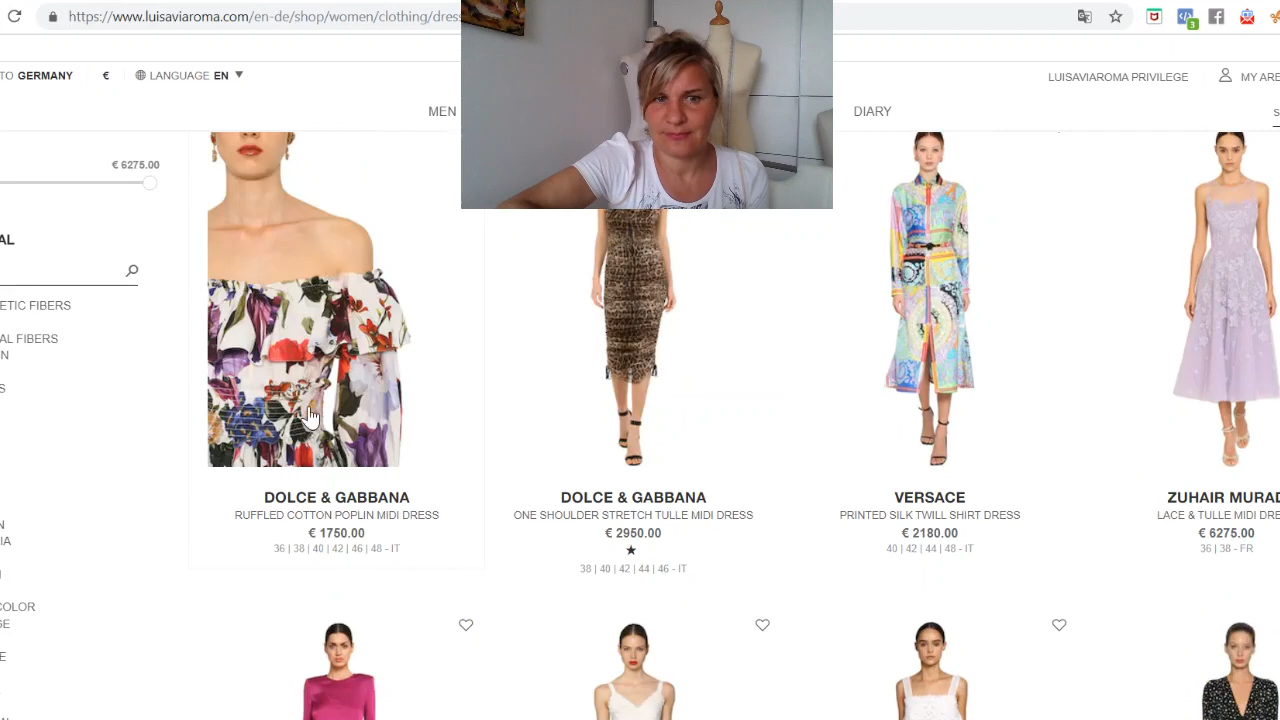 https://www.luisaviaroma.com/en-de/shop/women/clothing/dres
3
TO GERMANY
€
LANGUAGE EN
LUISAVIAROMA PRIVILEGE
MY ARE
MEN
DIARY
S
€ 6275.00
AL
ETIC FIBERS
AL FIBERS
N
S
N
IA
COLOR
GE
E
DOLCE & GABBANA
RUFFLED COTTON POPLIN MIDI DRESS
€ 1750.00
36 | 38 | 40 | 42 | 46 | 48 - IT
DOLCE & GABBANA
ONE SHOULDER STRETCH TULLE MIDI DRESS
€ 2950.00
★
38 | 40 | 42 | 44 | 46 - IT
VERSACE
PRINTED SILK TWILL SHIRT DRESS
€ 2180.00
40 | 42 | 44 | 48 - IT
ZUHAIR MURAD
LACE & TULLE MIDI DRE
€ 6275.00
36 | 38 - FR